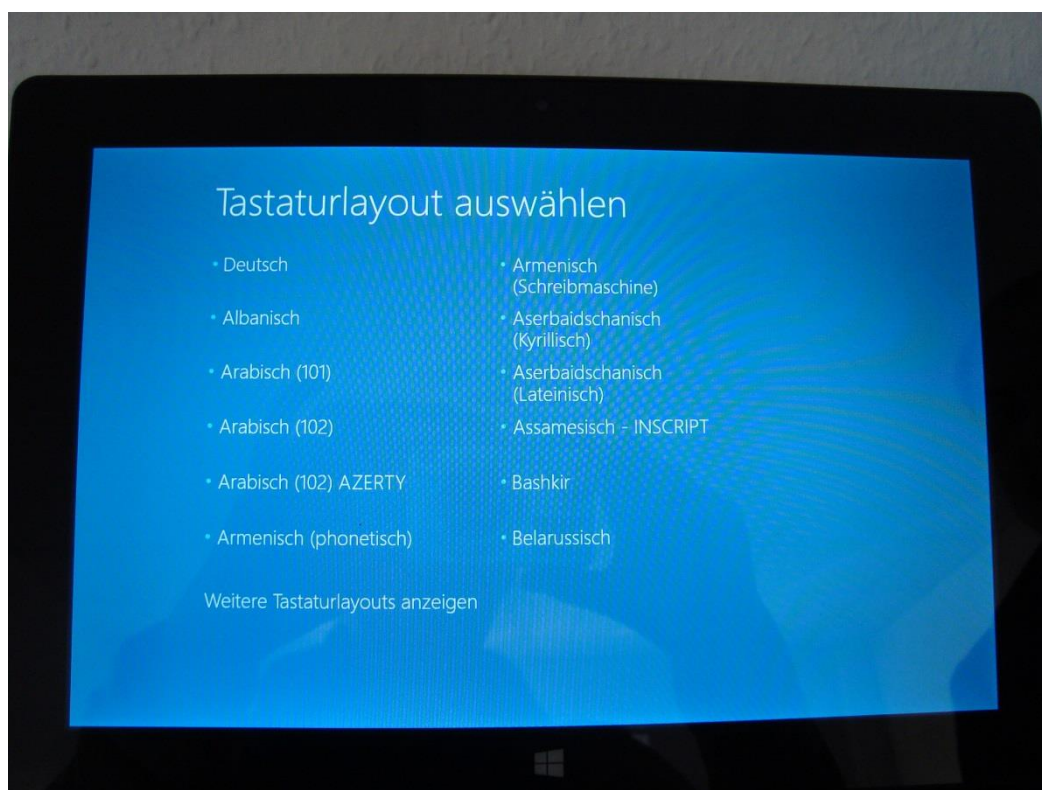 Tastaturlayout auswählen
Deutsch
Albanisch
Arabisch (101)
Arabisch (102)
Arabisch (102) AZERTY
Armenisch (phonetisch)
Armenisch
(Schreibmaschine)
Aserbaidschanisch
(Kyrillisch)
Aserbaidschanisch
(Lateinisch)
Assamesisch - INSCRIPT
Bashkir
Belarussisch
Weitere Tastaturlayouts anzeigen